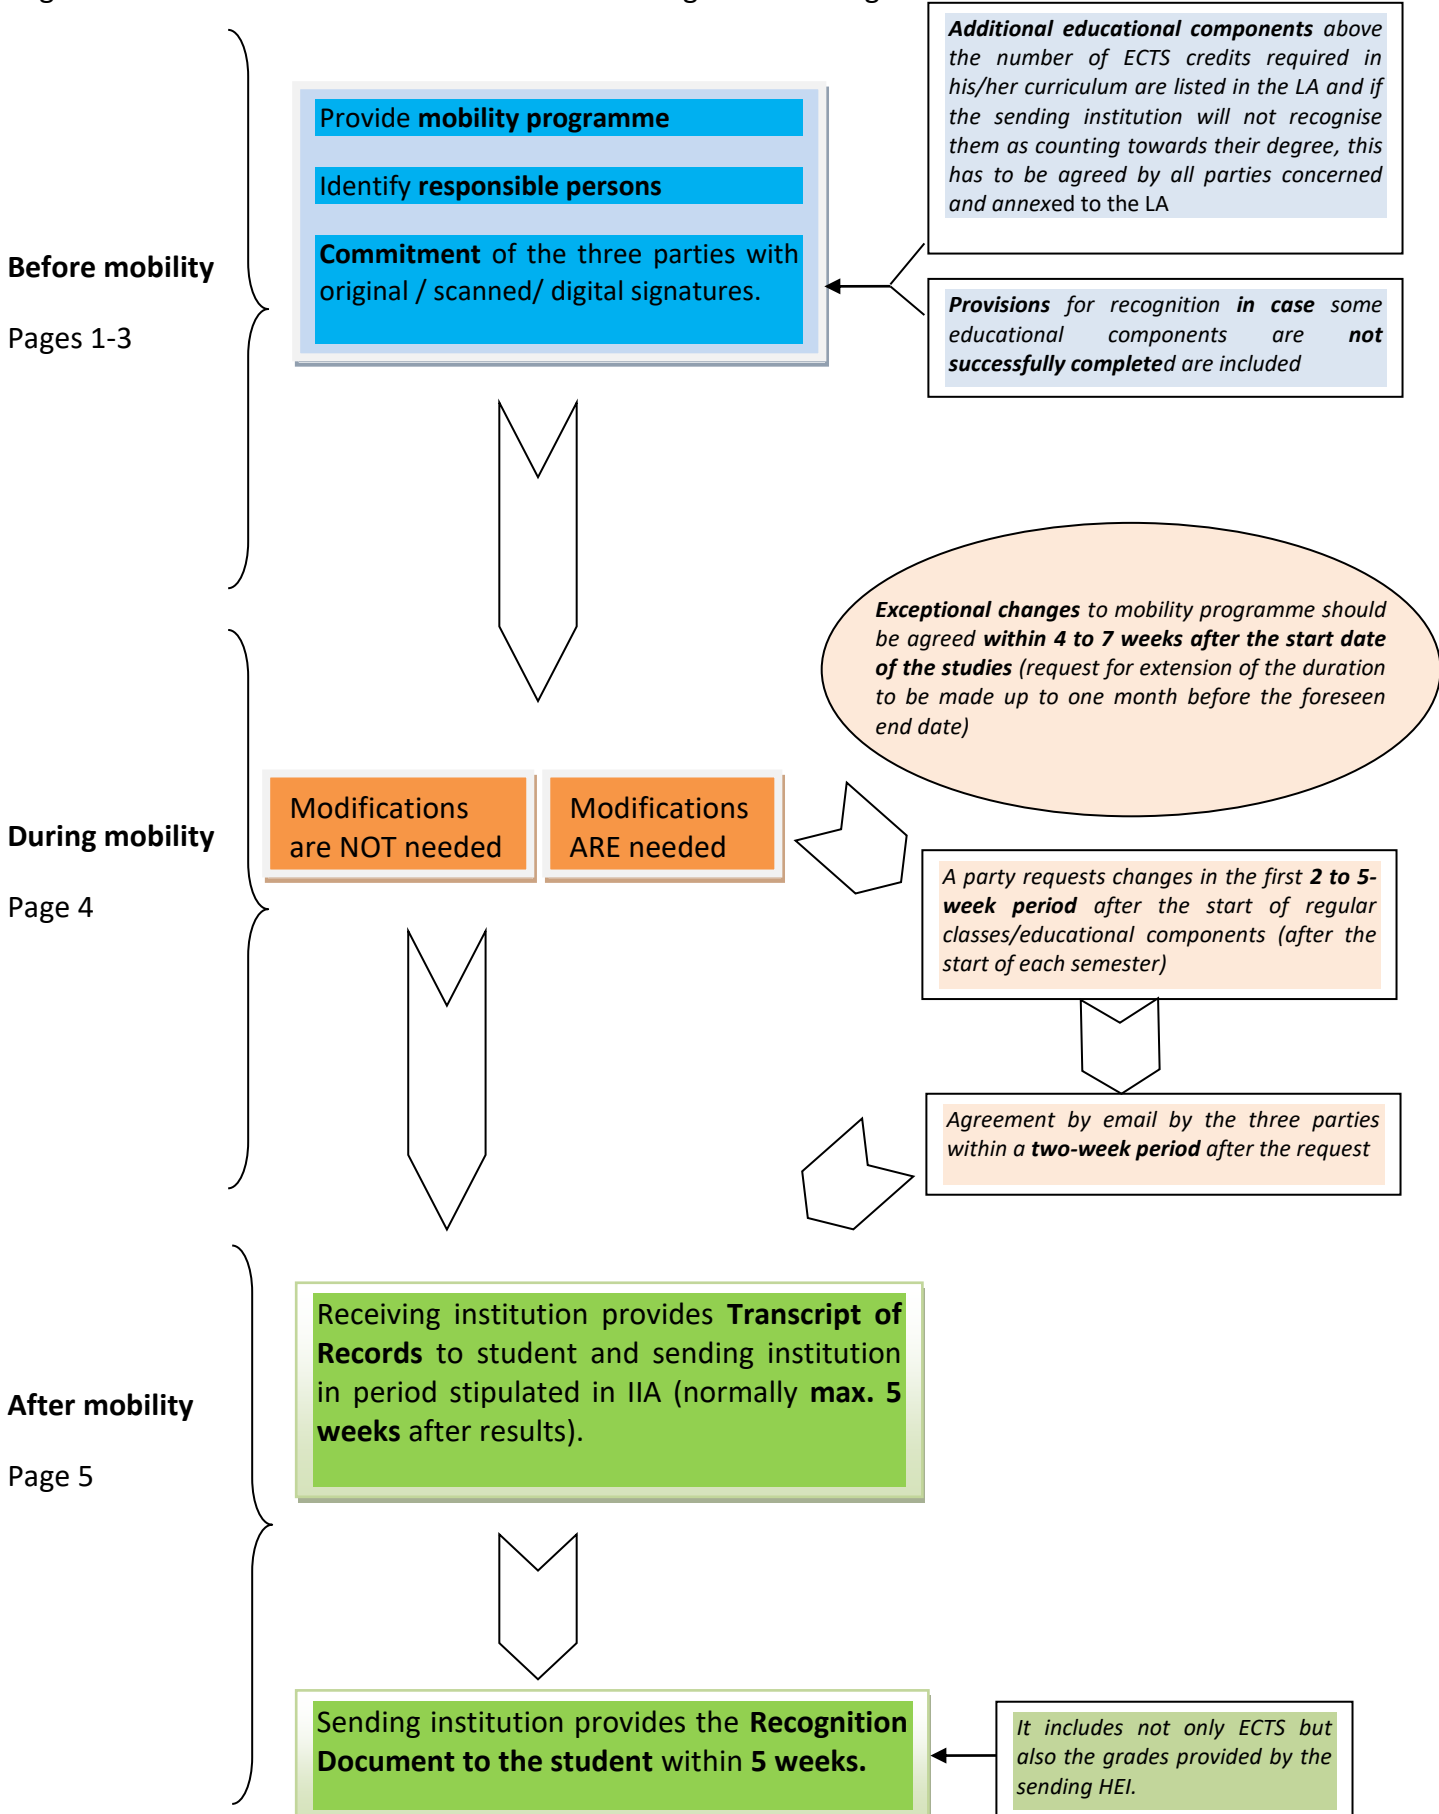 Additional educational components above
the number of ECTS credits required in
his/her curriculum are listed in the LA and if
the sending institution will not recognise
them as counting towards their degree, this
has to be agreed by all parties concerned
and annexed to the LA
Provide mobility programme
Identify responsible persons
Commitment of the three parties with
original / scanned/ digital signatures.
Before mobility
Pages 1-3
Provisions for recognition in case some
educational components are not
successfully completed are included
Exceptional changes to mobility programme should
be agreed within 4 to 7 weeks after the start date
of the studies (request for extension of the duration
to be made up to one month before the foreseen
end date)
Modifications
are NOT needed
Modifications
ARE needed
During mobility
Page 4
A party requests changes in the first 2 to 5-
week period after the start of regular
classes/educational components (after the
start of each semester)
Agreement by email by the three parties
within a two-week period after the request
Receiving institution provides Transcript of
Records to student and sending institution
in period stipulated in IIA (normally max. 5
weeks after results).
After mobility
Page 5
Sending institution provides the Recognition
Document to the student within 5 weeks.
It includes not only ECTS but
also the grades provided by the
sending HEI.